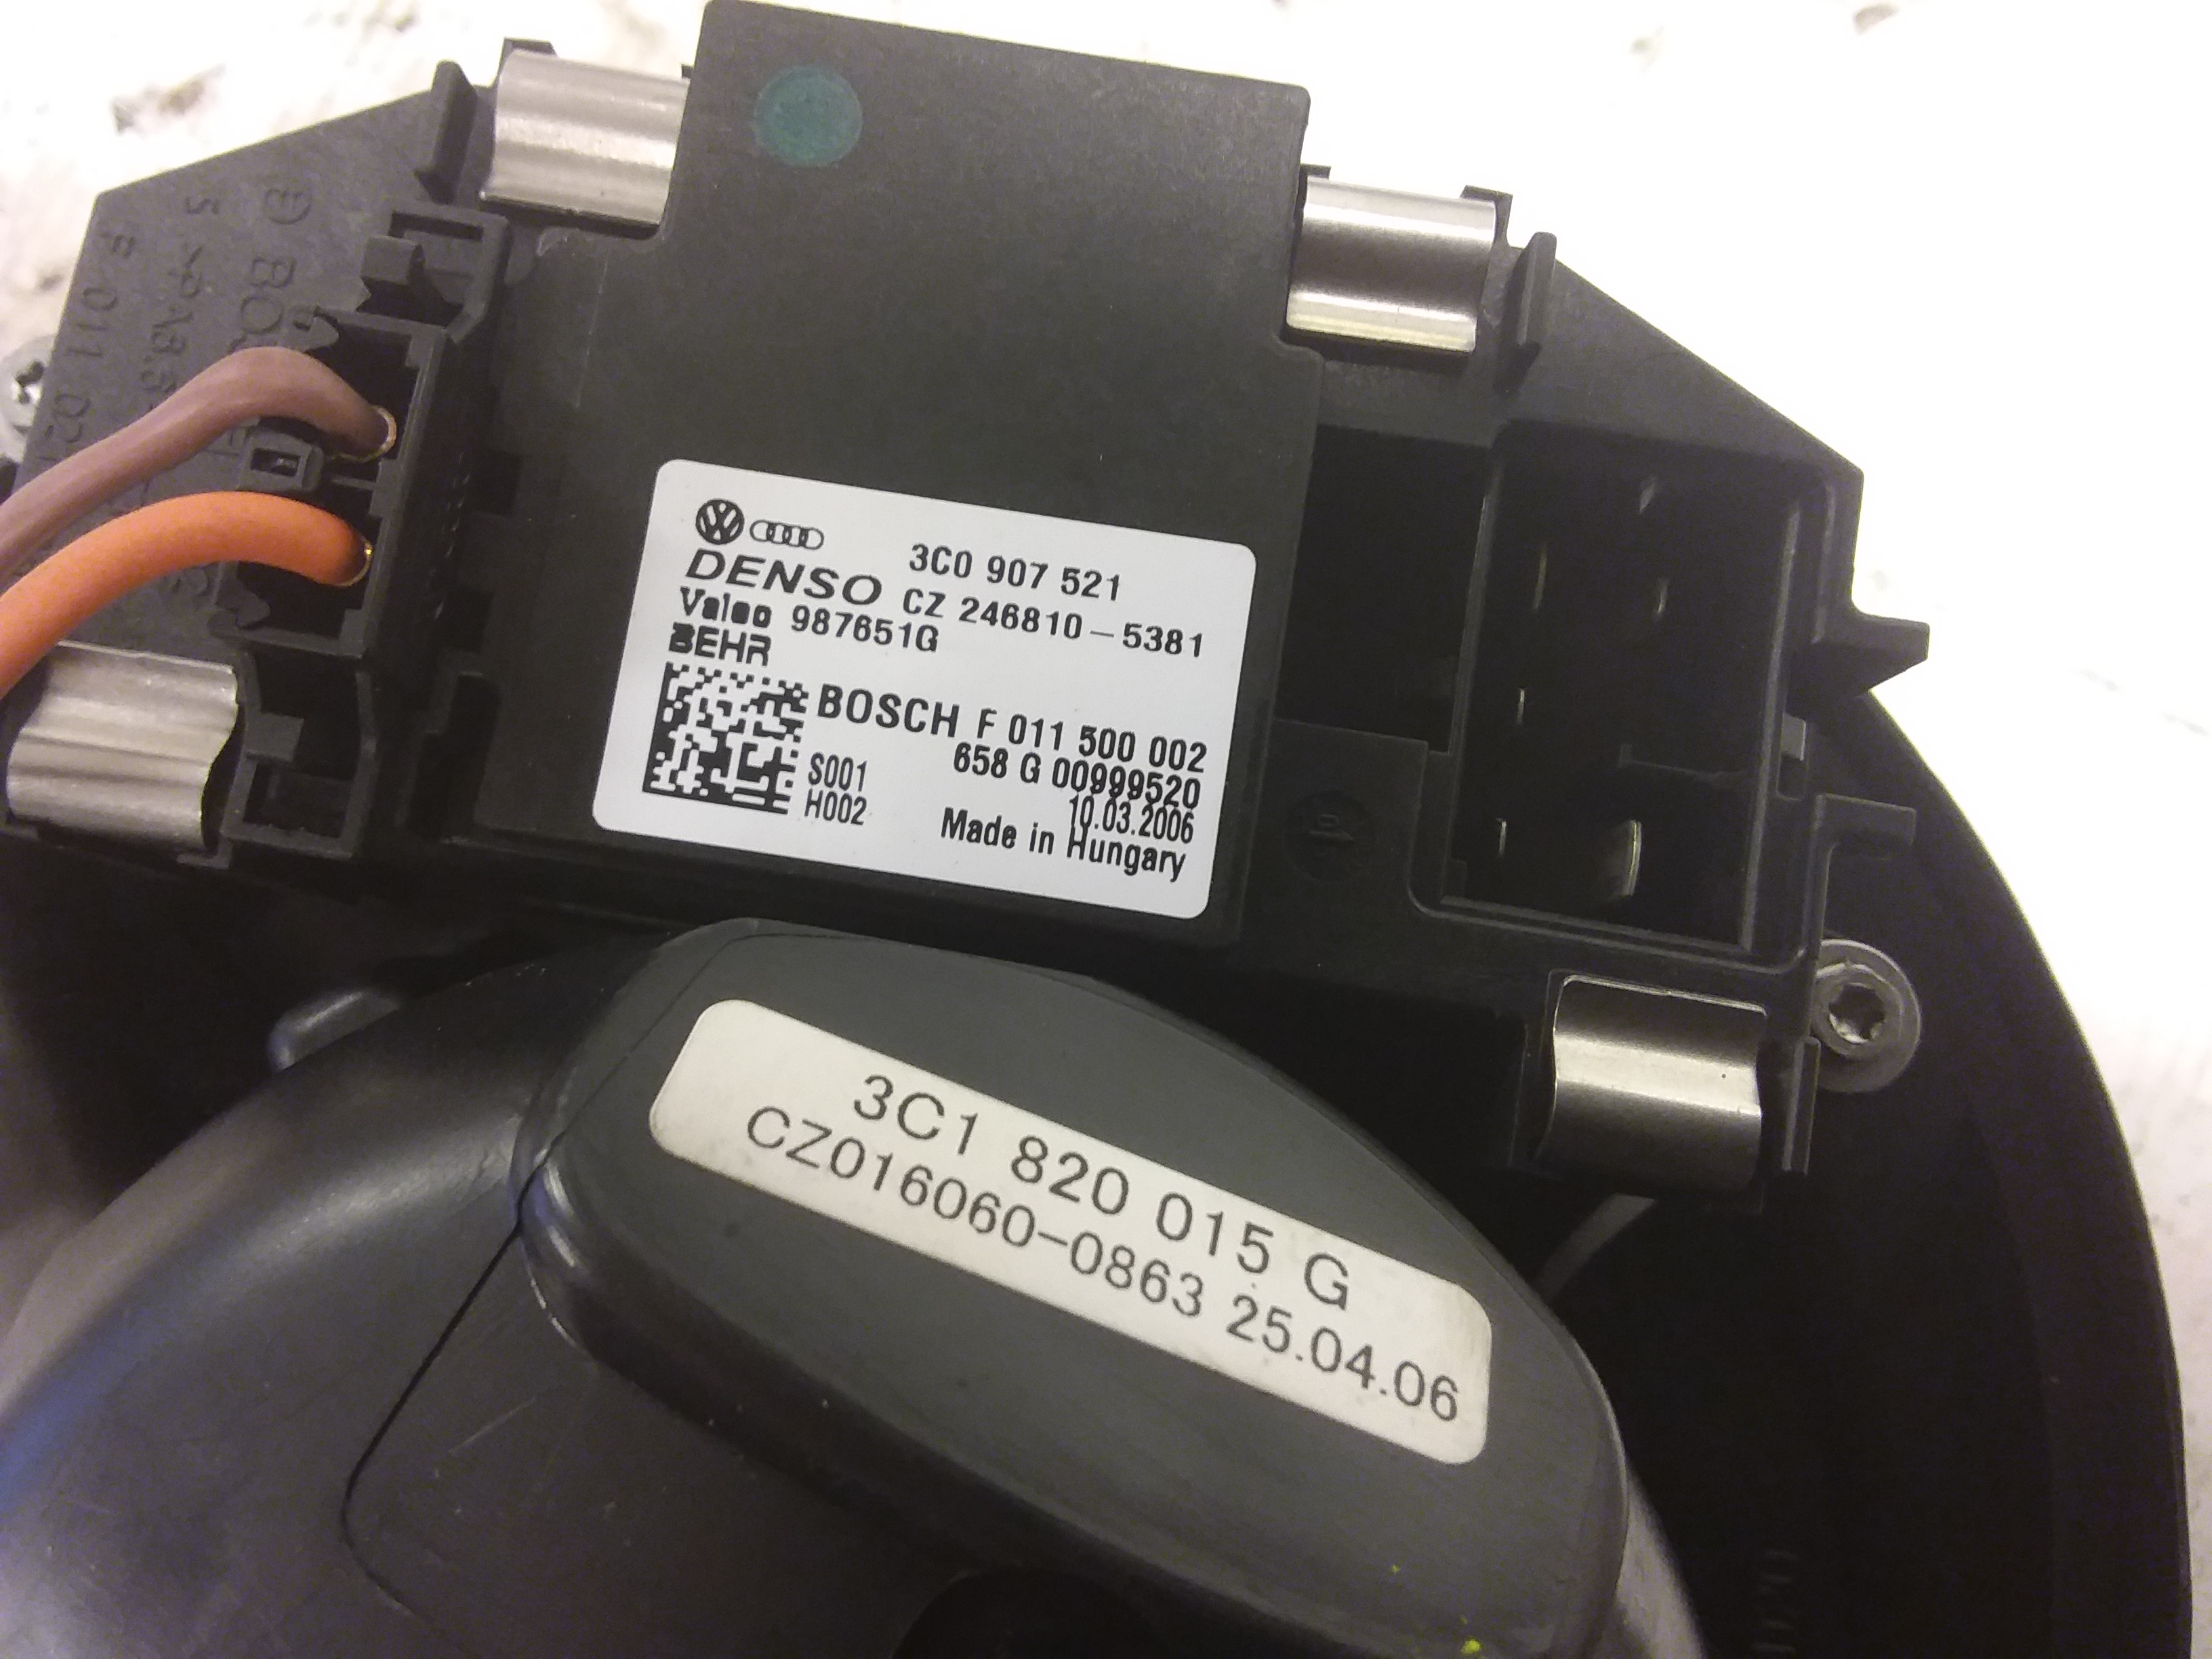 3C0 907 521
DENSO CZ 246810-5381
Valeo 987651G
BEHR
BOSCH F 011 500 002
S001 658 G 00999520
H002 10.03.2006
Made in Hungary
3C1 820 015 G
CZ016060-0863 25.04.06